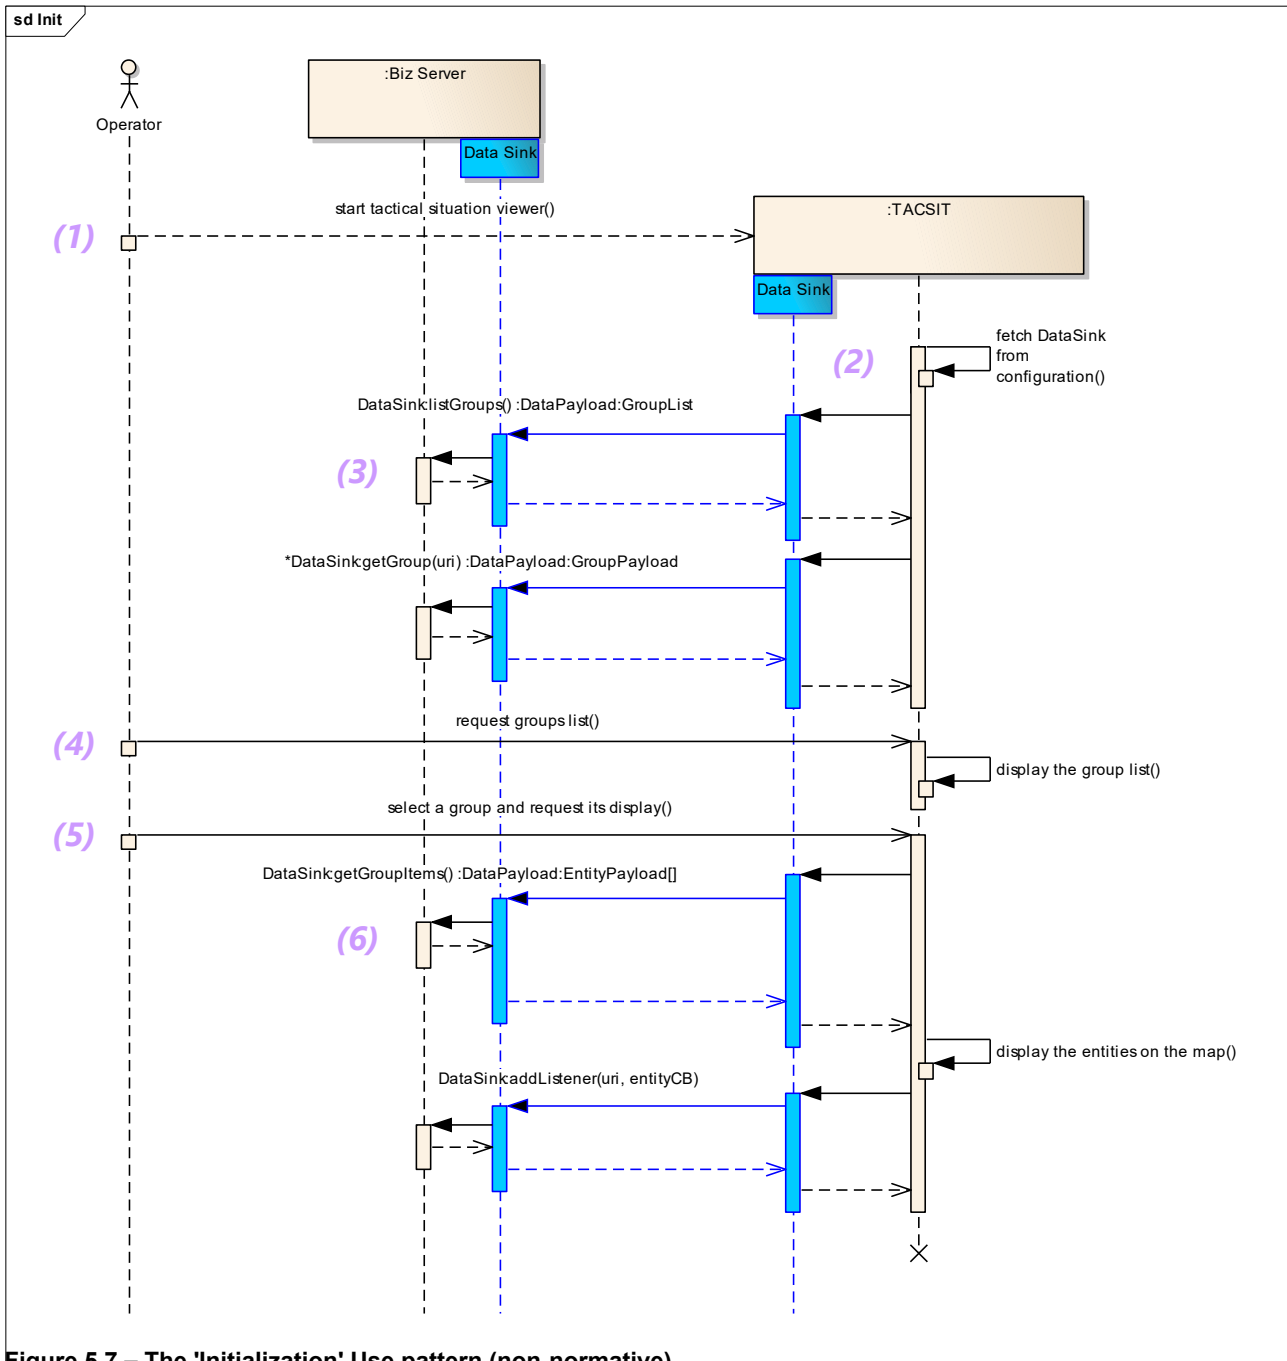 sd Init
:Biz Server
Operator
Data Sink
start tactical situation viewer()
:TACSIT
(1)
Data Sink
fetch DataSink
from
configuration()
(2)
DataSink:listGroups() :DataPayload:GroupList
(3)
*DataSink:getGroup(uri) :DataPayload:GroupPayload
request groups list()
(4)
display the group list()
select a group and request its display()
(5)
DataSink:getGroupItems() :DataPayload:EntityPayload[]
(6)
display the entities on the map()
DataSink:addListener(uri, entityCB)
Figure 5.7 – The 'Initialization' Use pattern (non-normative)